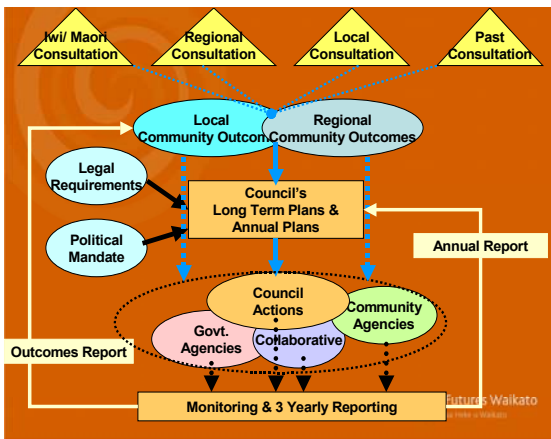 Iwi/ Maori
Consultation
Regional
Consultation
Local
Consultation
Past
Consultation
Local
Community Outcom
Regional
Community Outcomes
Legal
Requirements
Council's
Long Term Plans &
Annual Plans
Political
Mandate
Annual Report
Council
Actions
Community
Agencies
Govt.
Agencies
Collaborative
Outcomes Report
Monitoring & 3 Yearly Reporting
Futures Waikato